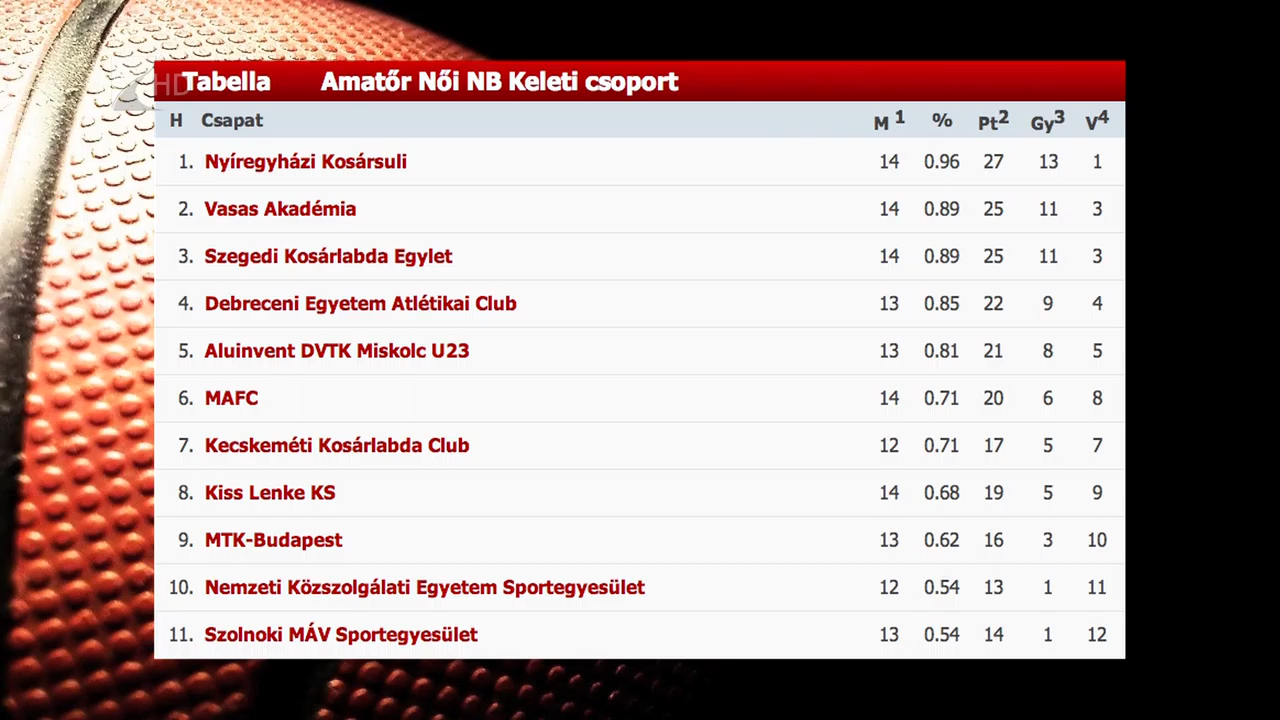 HD
Tabella Amatőr Női NB Keleti csoport
H Csapat M 1 % Pt2 Gy3 V4
1. Nyíregyházi Kosársuli 14 0.96 27 13 1
2. Vasas Akadémia 14 0.89 25 11 3
3. Szegedi Kosárlabda Egylet 14 0.89 25 11 3
4. Debreceni Egyetem Atlétikai Club 13 0.85 22 9 4
5. Aluinvent DVTK Miskolc U23 13 0.81 21 8 5
6. MAFC 14 0.71 20 6 8
7. Kecskeméti Kosárlabda Club 12 0.71 17 5 7
8. Kiss Lenke KS 14 0.68 19 5 9
9. MTK-Budapest 13 0.62 16 3 10
10. Nemzeti Közszolgálati Egyetem Sportegyesület 12 0.54 13 1 11
11. Szolnoki MÁV Sportegyesület 13 0.54 14 1 12